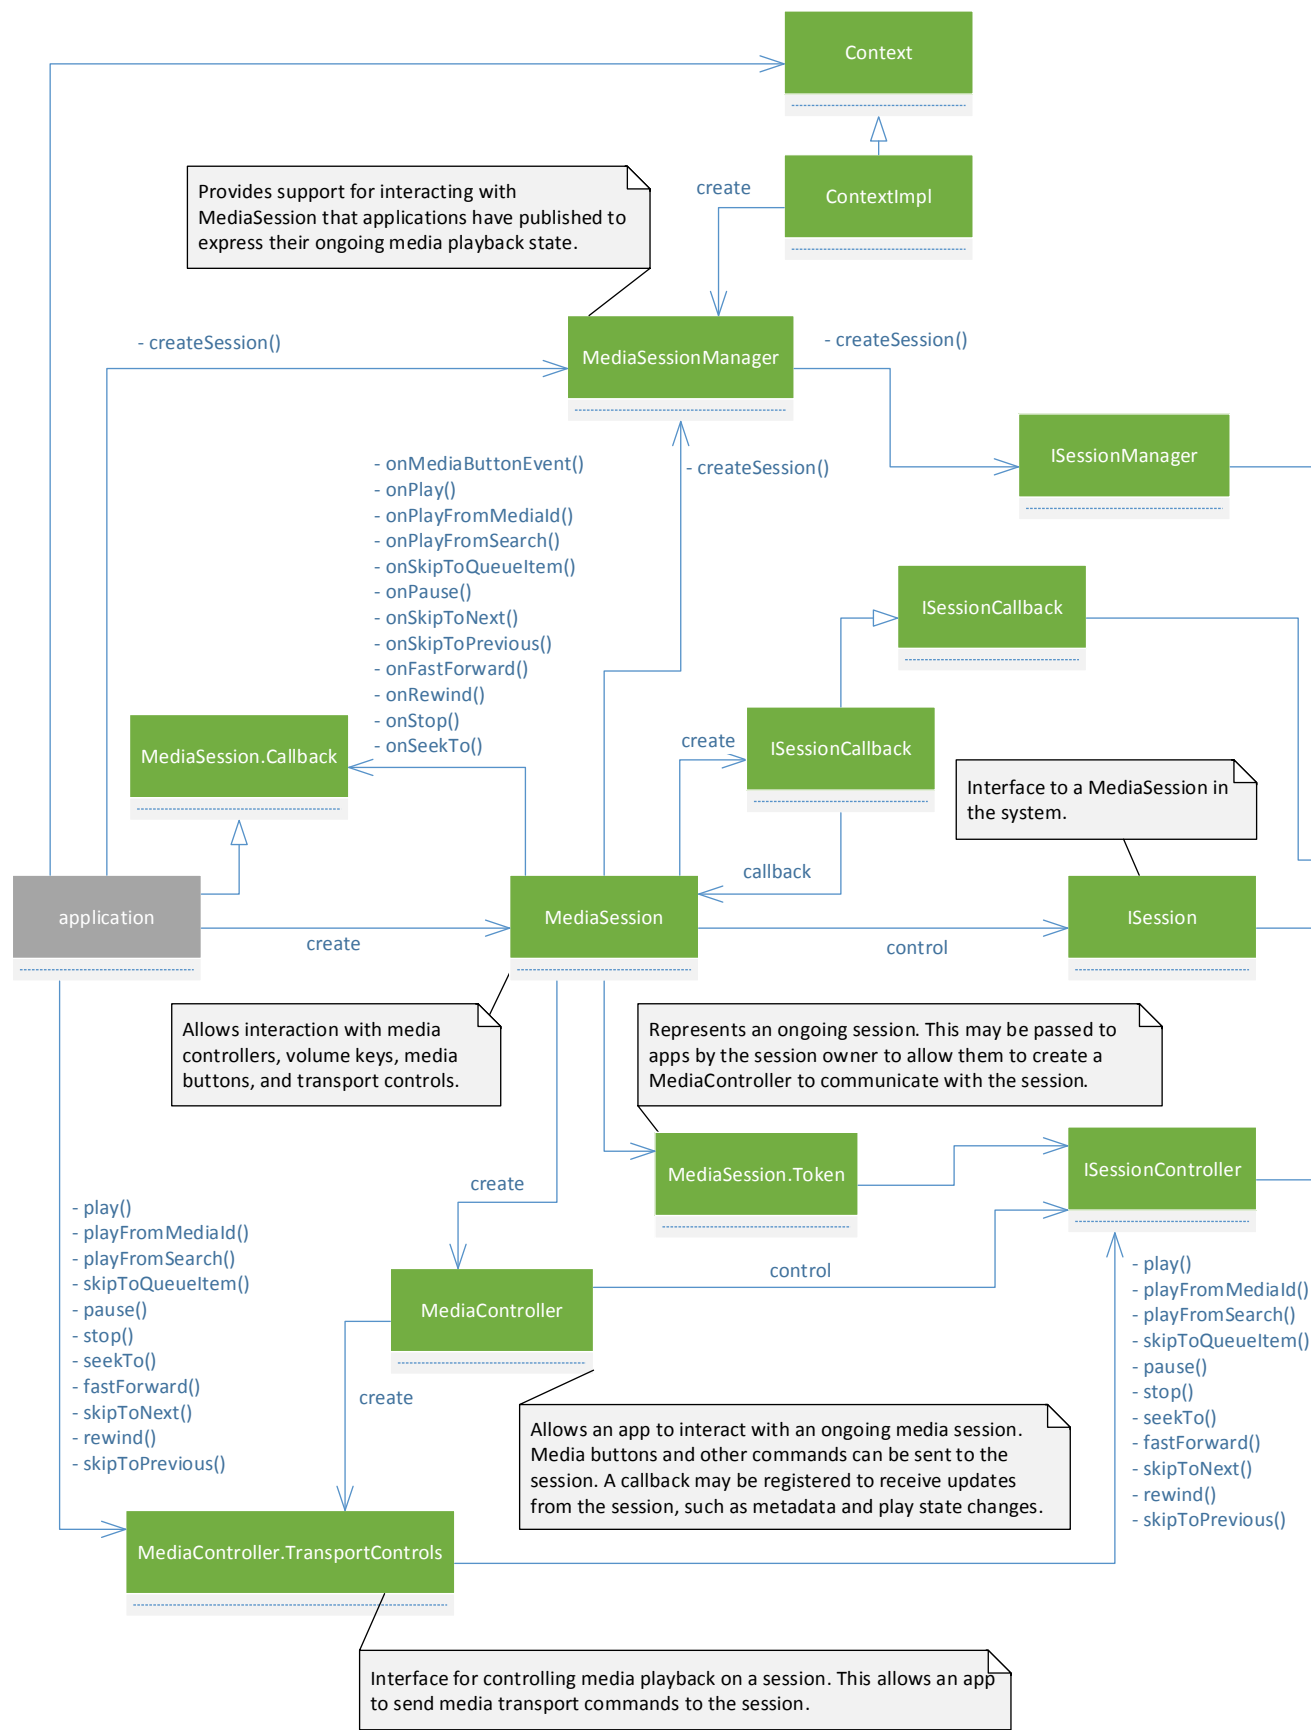 Context
ContextImpl
create
Provides support for interacting with
MediaSession that applications have published to
express their ongoing media playback state.
- createSession()
MediaSessionManager
- createSession()
ISessionManager
- createSession()
- onMediaButtonEvent()
- onPlay()
- onPlayFromMediaId()
- onPlayFromSearch()
- onSkipToQueueItem()
- onPause()
- onSkipToNext()
- onSkipToPrevious()
- onFastForward()
- onRewind()
- onStop()
- onSeekTo()
ISessionCallback
MediaSession.Callback
create
ISessionCallback
Interface to a MediaSession in
the system.
callback
application
create
MediaSession
control
ISession
Allows interaction with media
controllers, volume keys, media
buttons, and transport controls.
Represents an ongoing session. This may be passed to
apps by the session owner to allow them to create a
MediaController to communicate with the session.
create
MediaSession.Token
ISessionController
- play()
- playFromMediaId()
- playFromSearch()
- skipToQueueItem()
- pause()
- stop()
- seekTo()
- fastForward()
- skipToNext()
- rewind()
- skipToPrevious()
MediaController
control
create
- play()
- playFromMediaId()
- playFromSearch()
- skipToQueueItem()
- pause()
- stop()
- seekTo()
- fastForward()
- skipToNext()
- rewind()
- skipToPrevious()
Allows an app to interact with an ongoing media session.
Media buttons and other commands can be sent to the
session. A callback may be registered to receive updates
from the session, such as metadata and play state changes.
MediaController.TransportControls
Interface for controlling media playback on a session. This allows an app
to send media transport commands to the session.